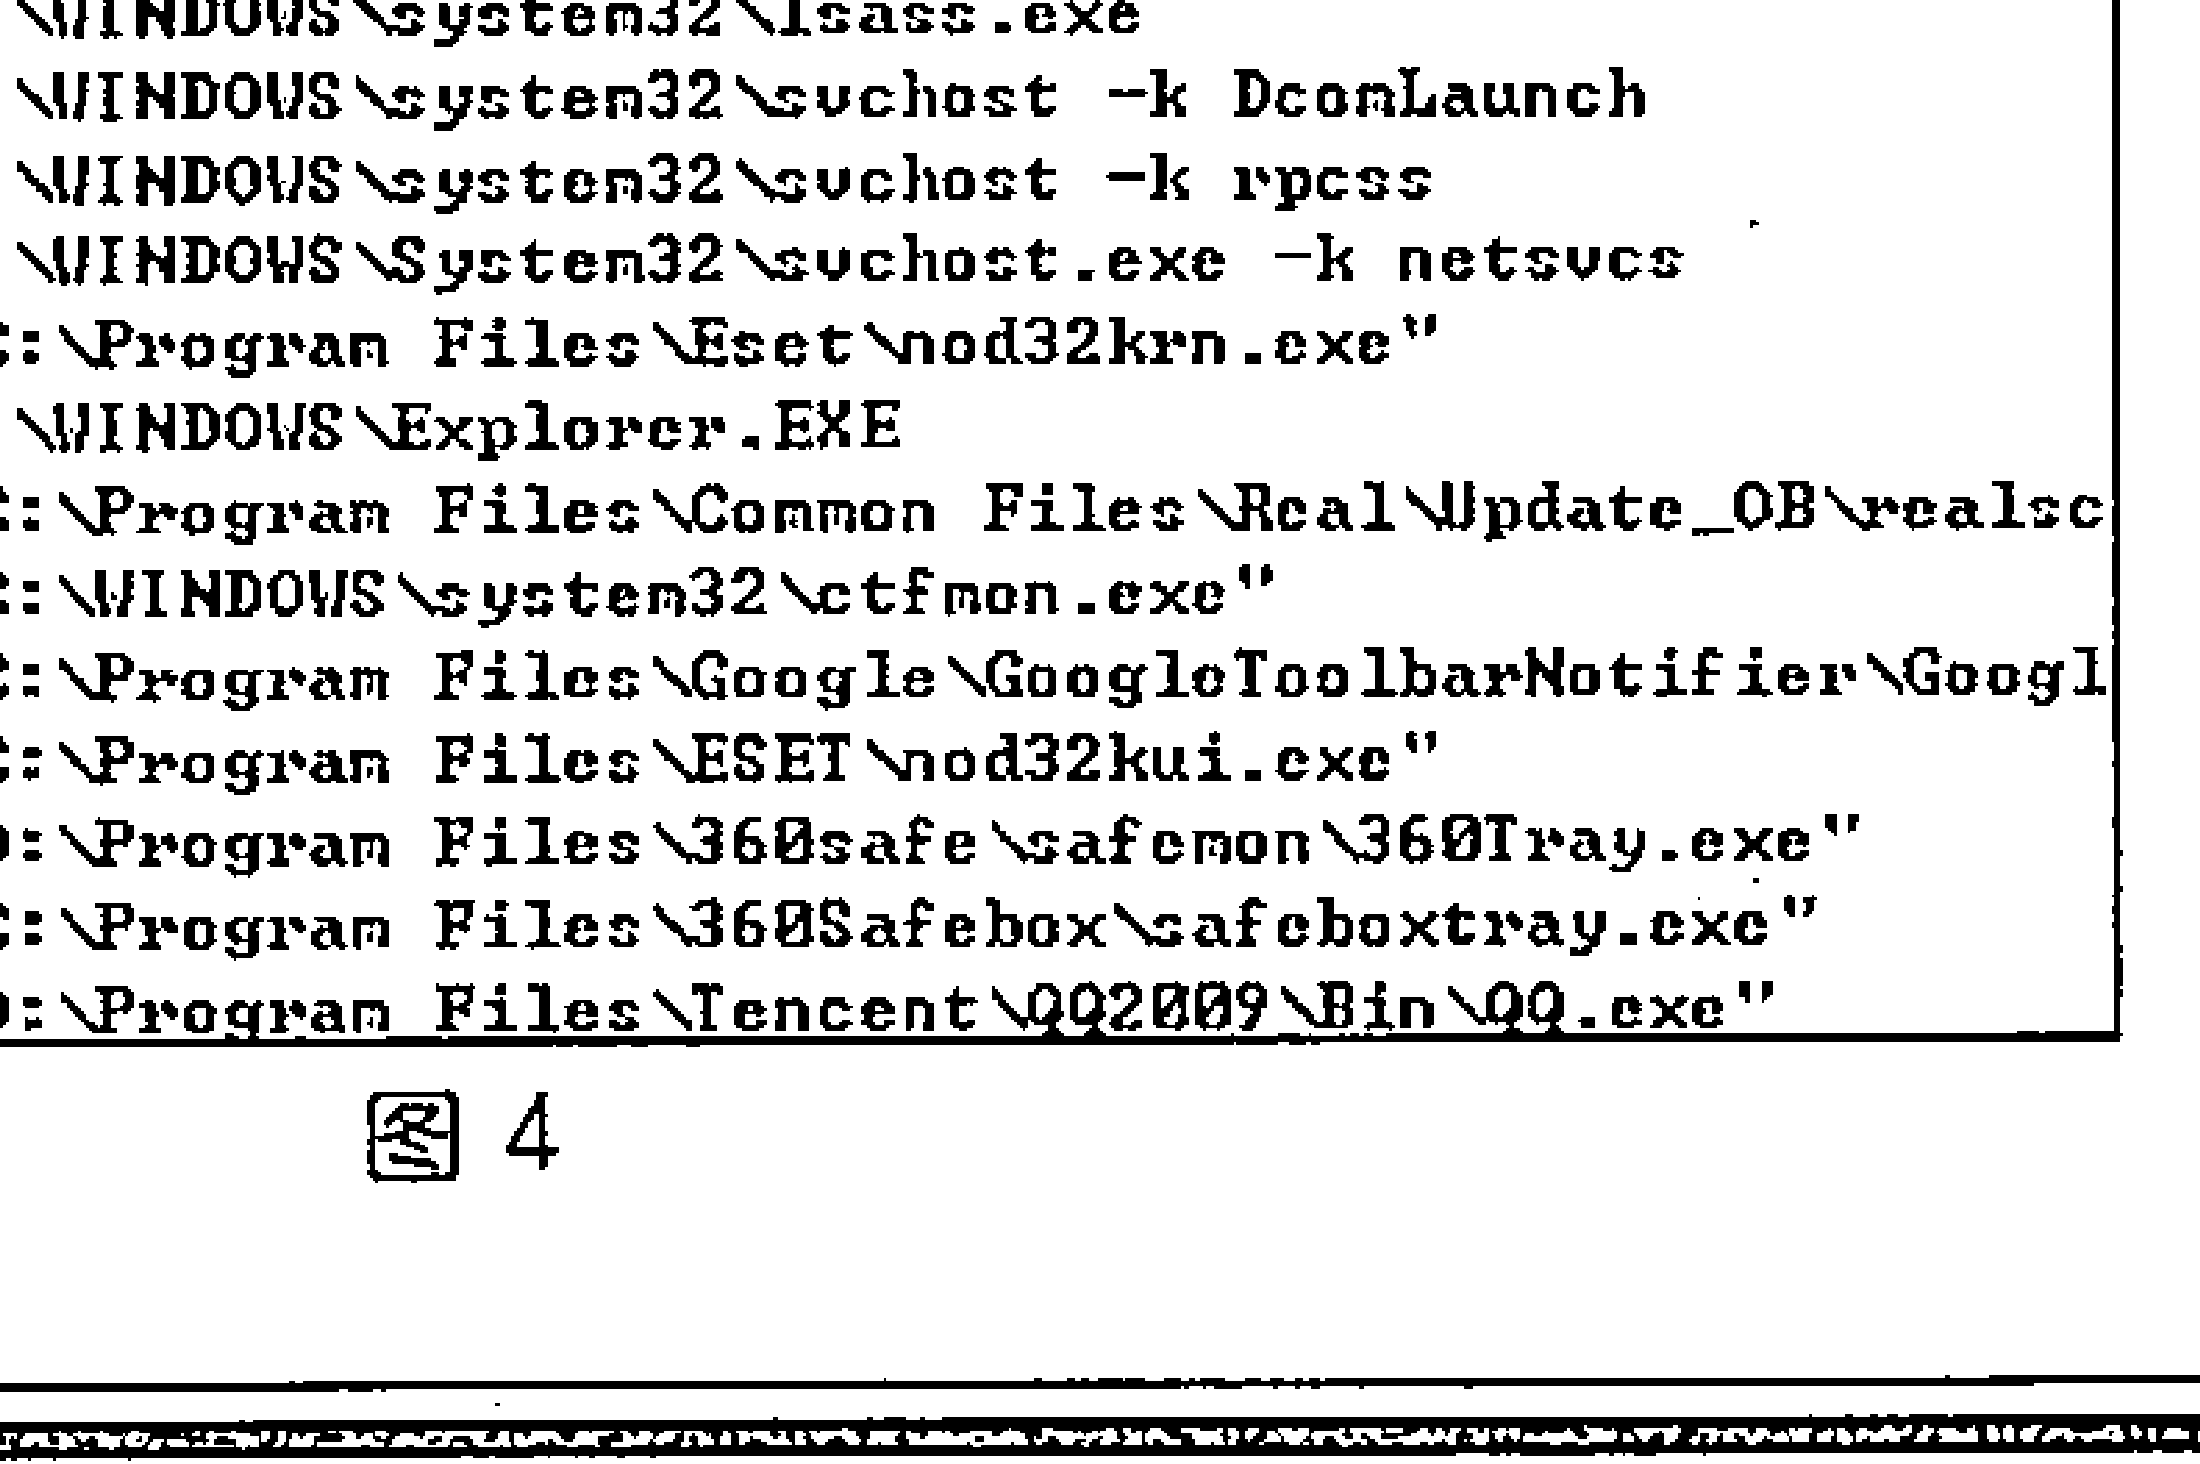 \WINDOWS\system32\lsass.exe
\WINDOWS\system32\svchost -k DcomLaunch
\WINDOWS\system32\svchost -k rpcss
\WINDOWS\System32\svchost.exe -k netsvcs
C:\Program Files\Eset\nod32krn.exe"
\WINDOWS\Explorer.EXE
C:\Program Files\Common Files\Real\Update_OB\realsc
C:\WINDOWS\system32\ctfmon.exe"
C:\Program Files\Google\GoogleToolbarNotifier\Googl
C:\Program Files\ESET\nod32kui.exe"
D:\Program Files\360safe\safemon\360Tray.exe"
C:\Program Files\360Safebox\safeboxtray.exe"
D:\Program Files\Tencent\QQ2009\Bin\QQ.exe"
图 4